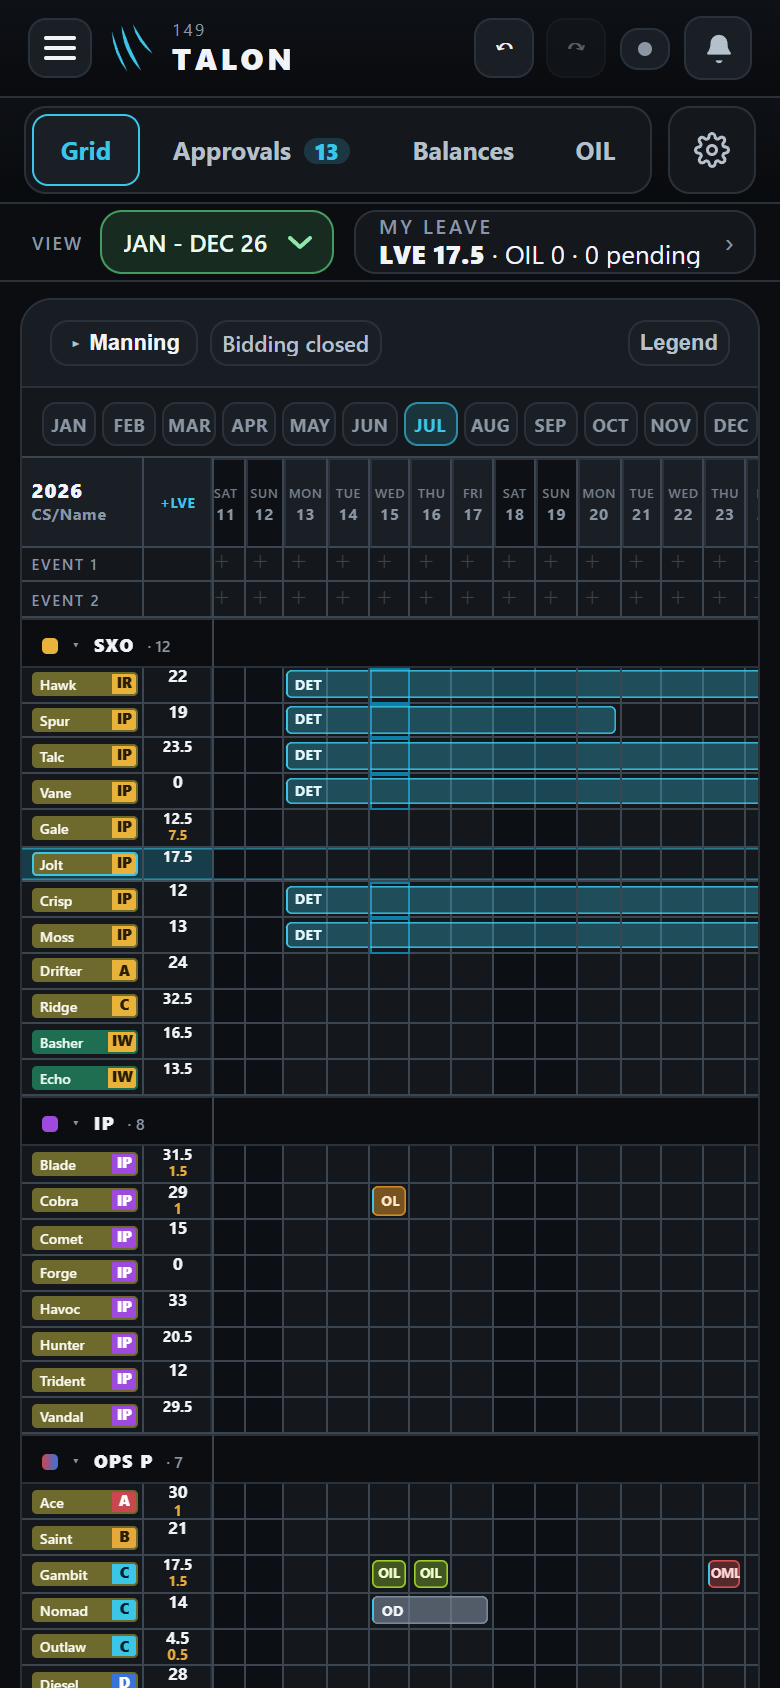 149
TALON
Grid
Approvals 13
Balances
OIL
VIEW
JAN - DEC 26
MY LEAVE
LVE 17.5 · OIL 0 · 0 pending
Manning
Bidding closed
Legend
JAN FEB MAR APR MAY JUN JUL AUG SEP OCT NOV DEC
2026
CS/Name
+LVE
SAT SUN MON TUE WED THU FRI SAT SUN MON TUE WED THU
11 12 13 14 15 16 17 18 19 20 21 22 23
EVENT 1 + + + + + + + + + + + + +
EVENT 2 + + + + + + + + + + + + +
SXO · 12
Hawk IR 22 DET
Spur IP 19 DET
Talc IP 23.5 DET
Vane IP 0 DET
Gale IP 12.5
7.5
Jolt IP 17.5
Crisp IP 12 DET
Moss IP 13 DET
Drifter A 24
Ridge C 32.5
Basher IW 16.5
Echo IW 13.5
IP · 8
Blade IP 31.5
1.5
Cobra IP 29 OL
1
Comet IP 15
Forge IP 0
Havoc IP 33
Hunter IP 20.5
Trident IP 12
Vandal IP 29.5
OPS P · 7
Ace A 30
1
Saint B 21
Gambit C 17.5 OIL OIL OML
1.5
Nomad C 14 OD
Outlaw C 4.5
0.5
Diesel D 28